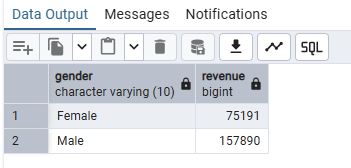 Data Output Messages Notifications
SQL
gender revenue
character varying (10) bigint
1 Female 75191
2 Male 157890